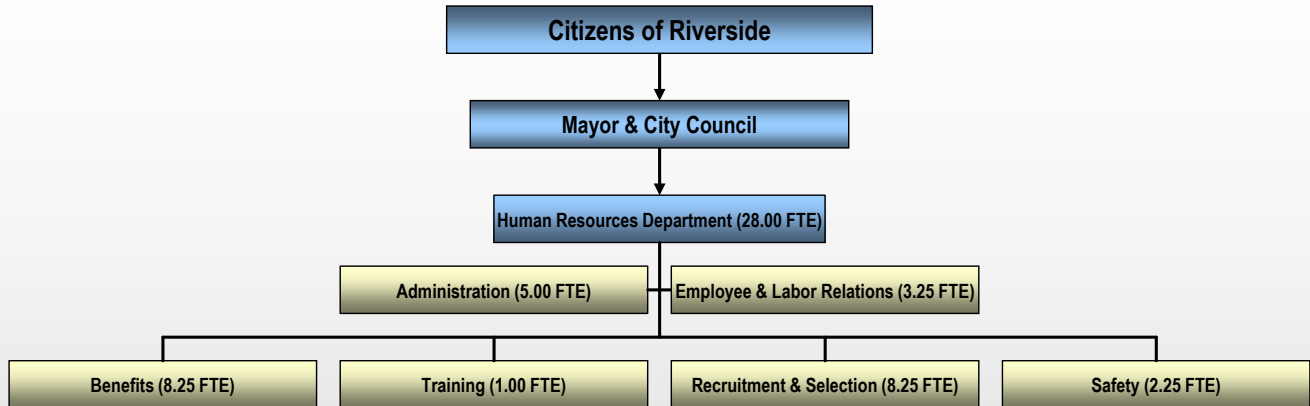 Citizens of Riverside
Mayor & City Council
Human Resources Department (28.00 FTE)
Administration (5.00 FTE)
Employee & Labor Relations (3.25 FTE)
Benefits (8.25 FTE)
Training (1.00 FTE)
Recruitment & Selection (8.25 FTE)
Safety (2.25 FTE)